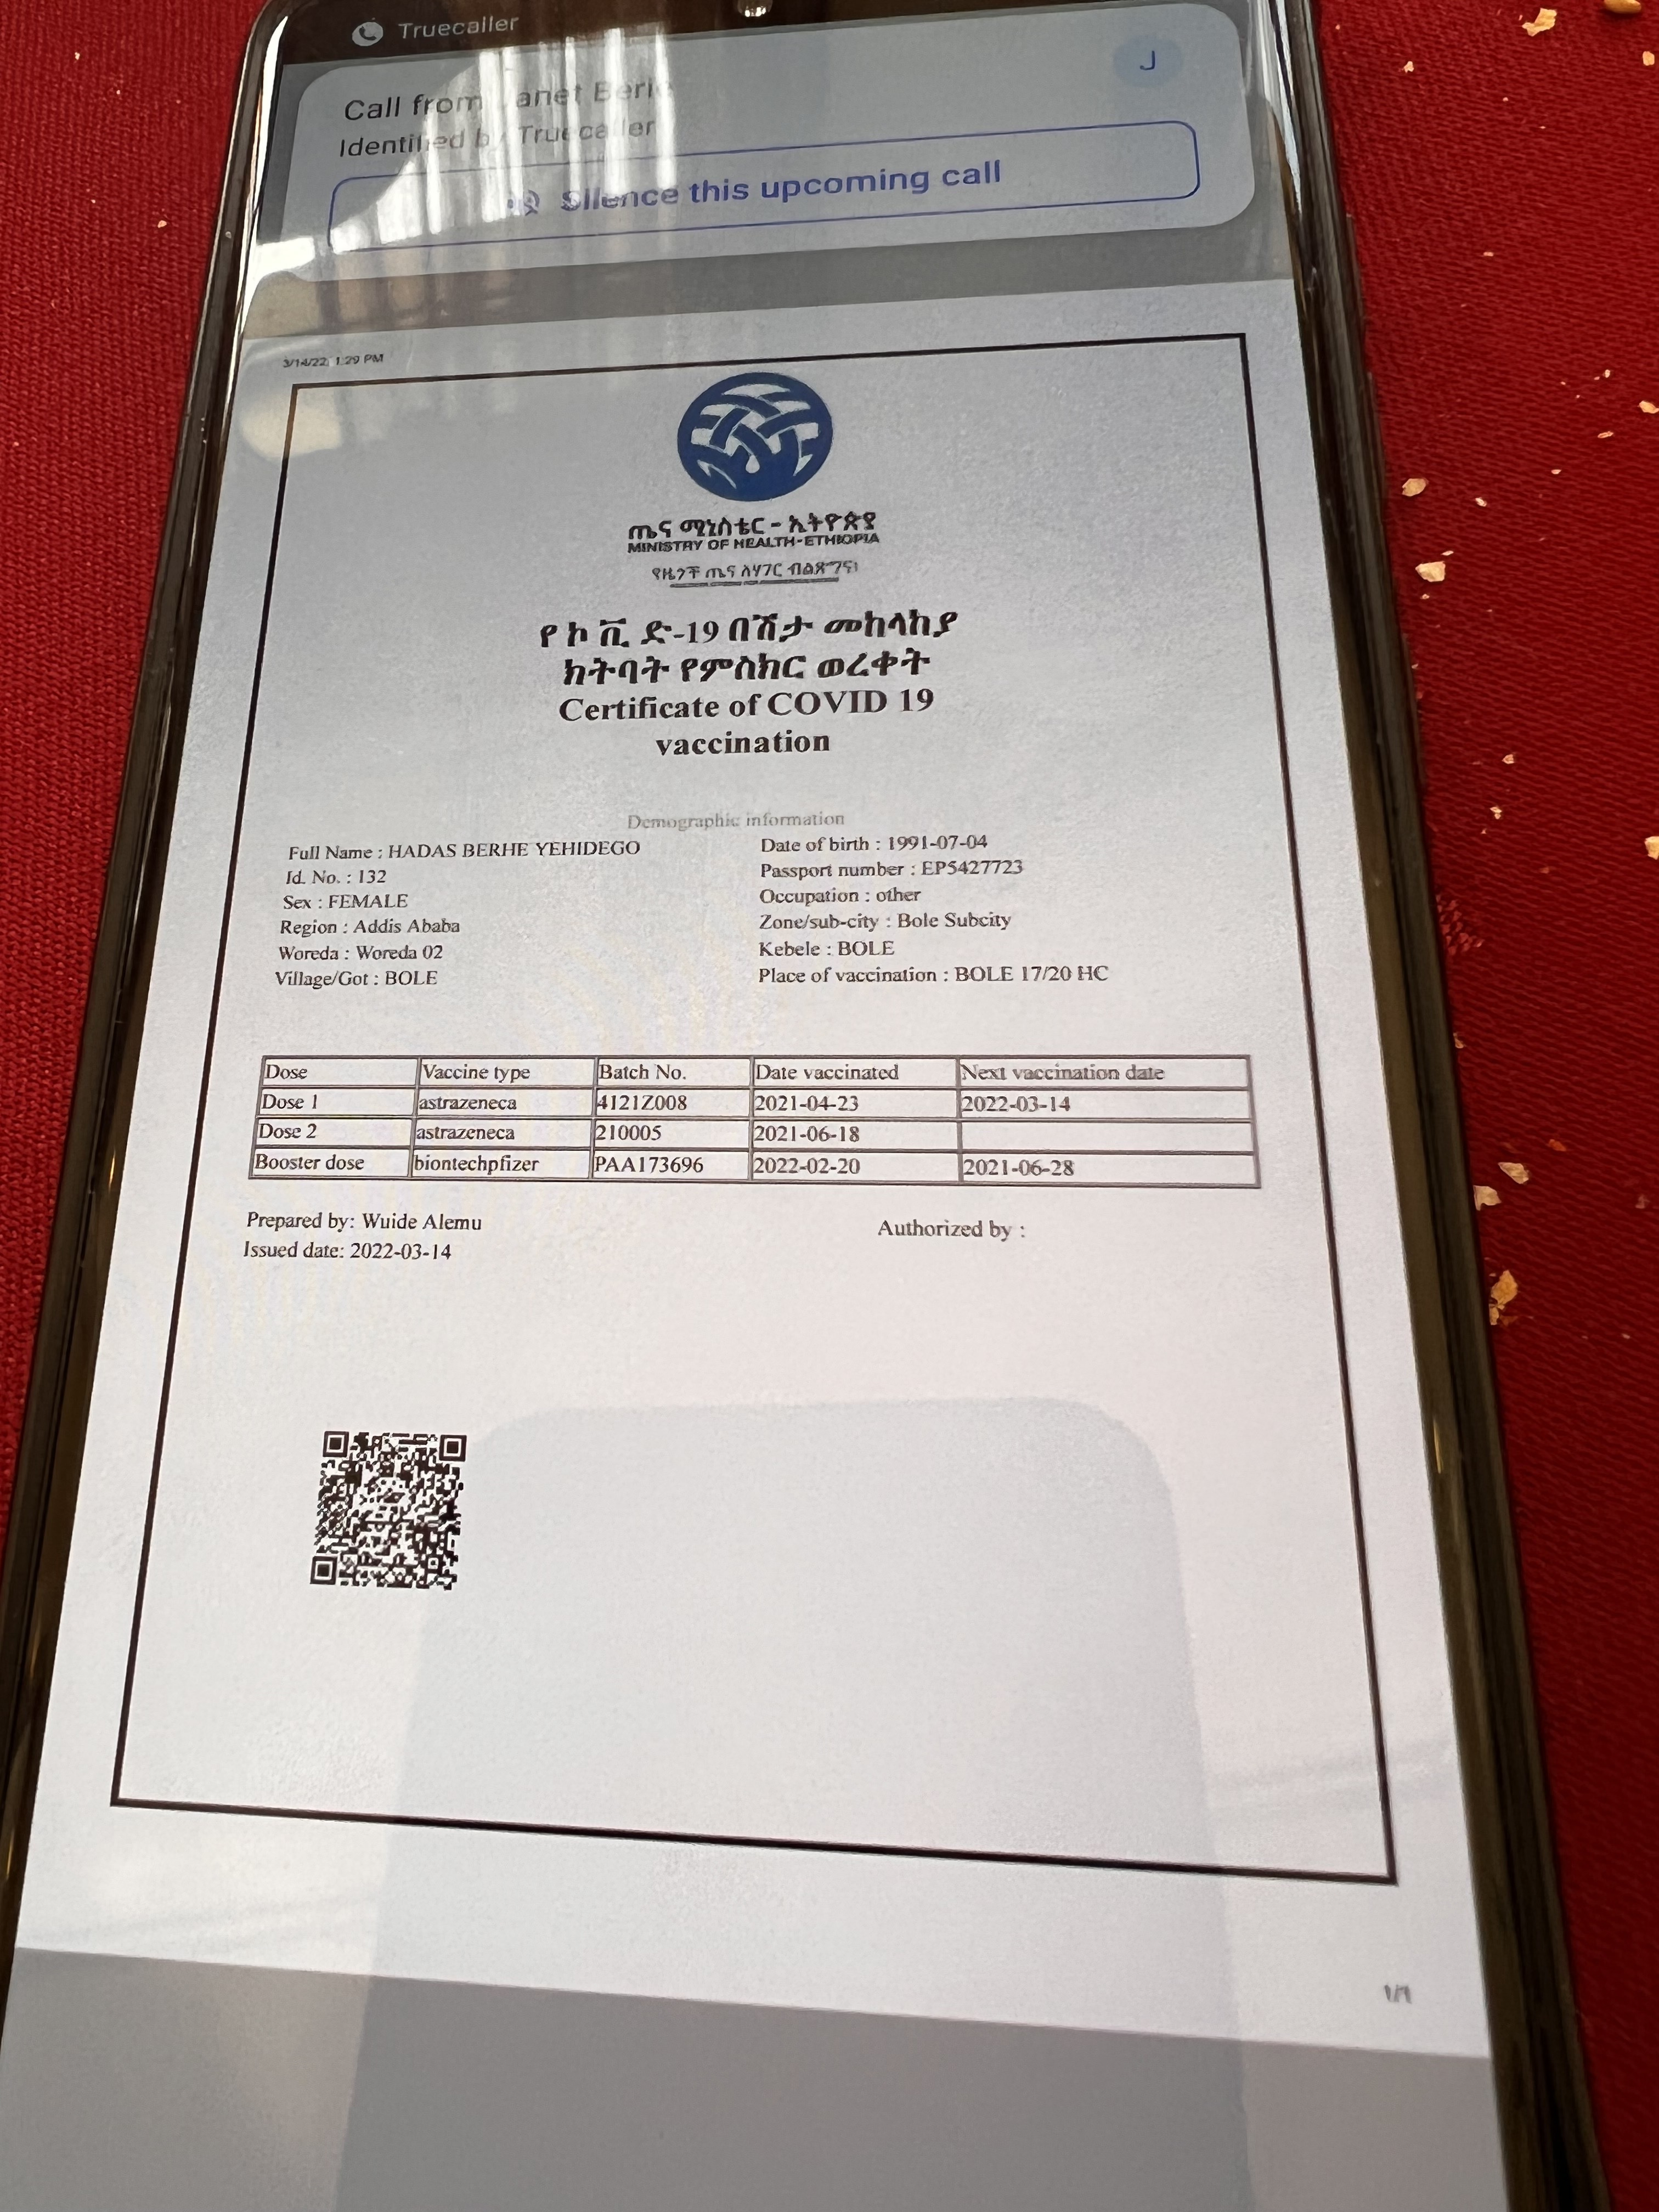 Truecaller
Call from Janet
J
Identified by Truecaller
Silence this upcoming call
3/14/22, 1:29 PM
ጤና ሚኒስቴር - ኢትዮጵያ
MINISTRY OF HEALTH-ETHIOPIA
የዜጎች ጤና ለሃገር ብልጽግና!
የ ኮ ቪ ድ-19 በሽታ መከላከያ
ክትባት የምስክር ወረቀት
Certificate of COVID 19
vaccination
Demographic information
Full Name : HADAS BERHE YEHIDEGO
Id. No. : 132
Sex : FEMALE
Region : Addis Ababa
Woreda : Woreda 02
Village/Got : BOLE
Date of birth : 1991-07-04
Passport number : EP5427723
Occupation : other
Zone/sub-city : Bole Subcity
Kebele : BOLE
Place of vaccination : BOLE 17/20 HC
Dose Vaccine type Batch No. Date vaccinated Next vaccination date
Dose 1 astrazeneca 4121Z008 2021-04-23 2022-03-14
Dose 2 astrazeneca 210005 2021-06-18
Booster dose biontechpfizer PAA173696 2022-02-20 2021-06-28
Prepared by: Wuide Alemu
Authorized by :
Issued date: 2022-03-14
1/1